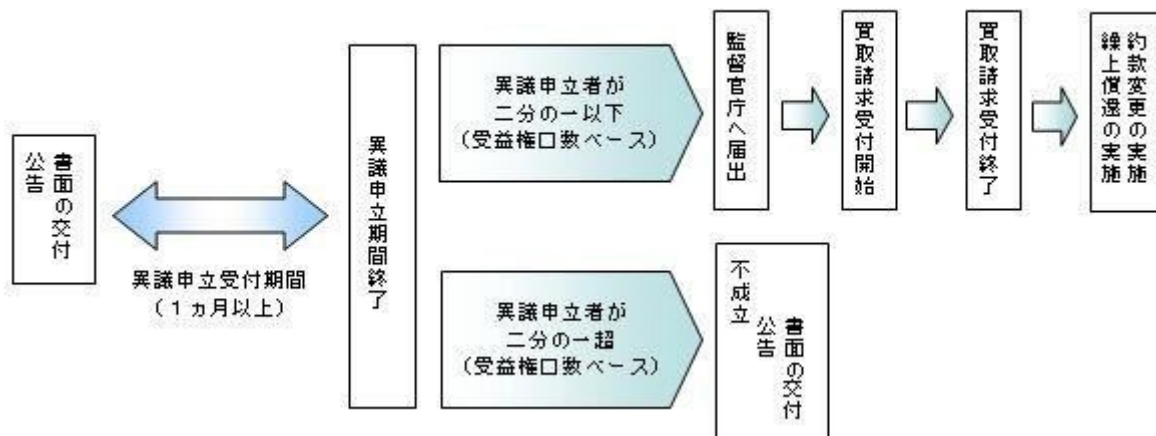 書面の交付
公告
異議申立受付期間
（１ヵ月以上）
異議申立期間終了
異議申立者が
二分の一以下
（受益権口数ベース）
監督官庁へ届出
買取請求受付開始
買取請求受付終了
約款変更の実施
繰上償還の実施
異議申立者が
二分の一超
（受益権口数ベース）
不成立
書面の交付
公告